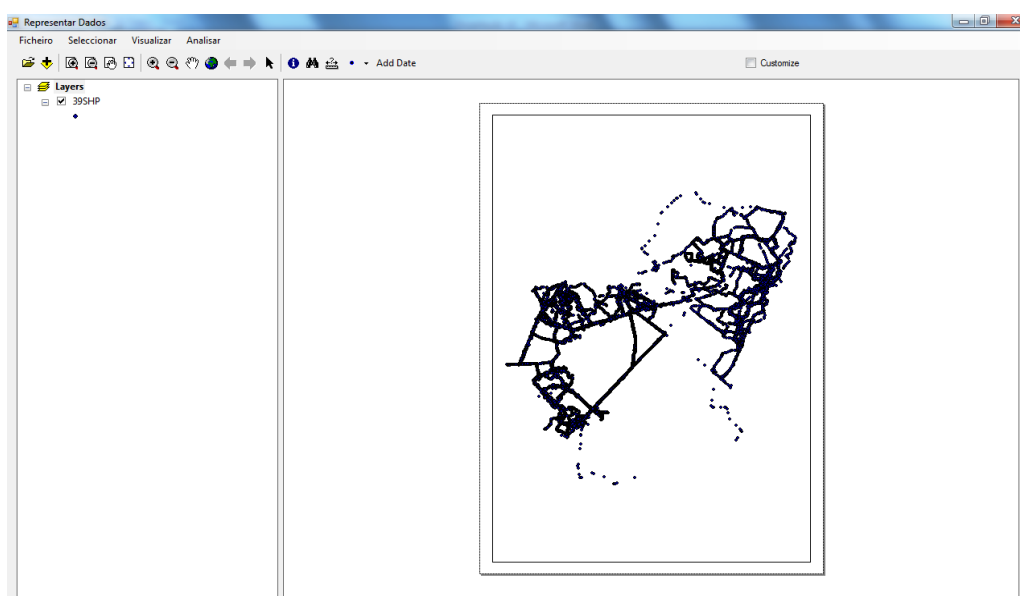 Representar Dados
Ficheiro Seleccionar Visualizar Analisar
Add Date Customize
Layers
39SHP